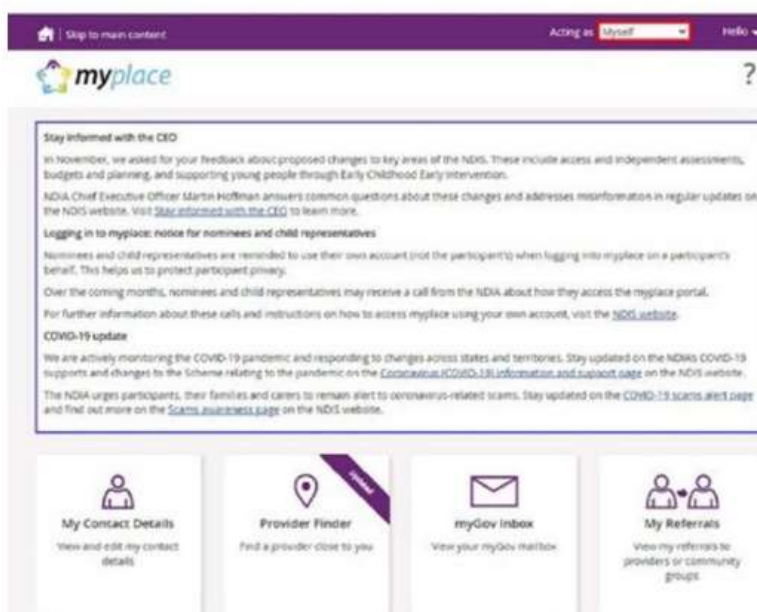 Skip to main content
Acting as Myself
Hello
myplace
?
Stay informed with the CEO
In November, we asked for your feedback about proposed changes to key areas of the NDIS. These include access and independent assessments,
budgets and planning, and supporting young people through Early Childhood Early Intervention.
NDIA Chief Executive Officer Martin Hoffman answers common questions about these changes and addresses misinformation in regular updates on
the NDIS website. Visit Stay informed with the CEO to learn more.
Logging in to myplace: notice for nominees and child representatives
Nominees and child representatives are reminded to use their own account (not the participant's) when logging into myplace on a participant's
behalf. This helps us to protect participant privacy.
Over the coming months, nominees and child representatives may receive a call from the NDIA about how they access the myplace portal.
For further information about these calls and instructions on how to access myplace using your own account, visit the NDIS website.
COVID-19 update
We are actively monitoring the COVID-19 pandemic and responding to changes across states and territories. Stay updated on the NDIA's COVID-19
supports and changes to the Scheme relating to the pandemic on the Coronavirus (COVID-19) information and support page on the NDIS website.
The NDIA urges participants, their families and carers to remain alert to coronavirus-related scams. Stay updated on the COVID-19 scams alert page
and find out more on the Scams awareness page on the NDIS website.
My Contact Details
View and edit my contact
details
Updated
Provider Finder
Find a provider close to you
myGov Inbox
View your myGov mailbox
My Referrals
View my referrals to
providers or community
groups